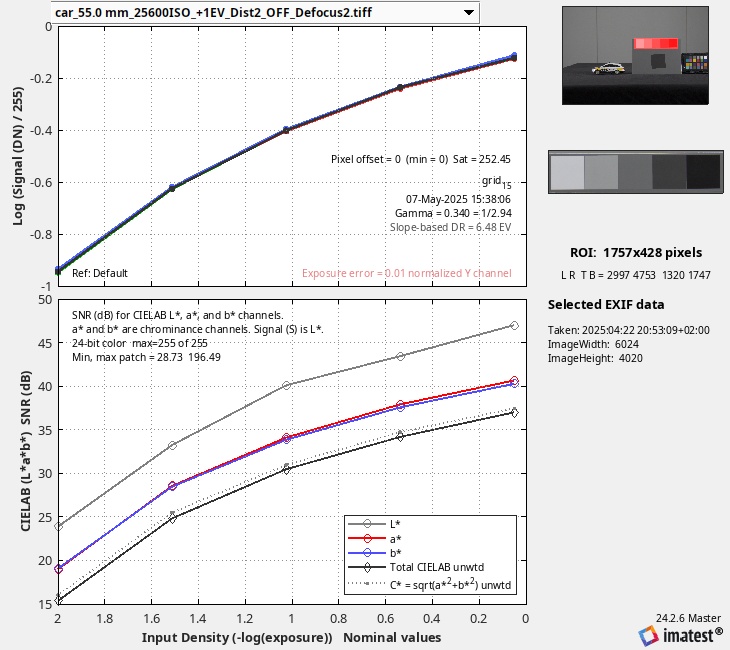 car_55.0 mm_25600ISO_+1EV_Dist2_OFF_Defocus2.tiff
0
-0.2
-0.4
-0.6
-0.8
-1
Log (Signal (DN) / 255)
Pixel offset = 0 (min = 0) Sat = 252.45
grid_15
07-May-2025 15:38:06
Gamma = 0.340 = 1/2.94
Slope-based DR = 6.48 EV
Ref: Default
Exposure error = 0.01 normalized Y channel
50
45
40
35
30
25
20
15
CIELAB (L*a*b*) SNR (dB)
SNR (dB) for CIELAB L*, a*, and b* channels.
a* and b* are chrominance channels. Signal (S) is L*.
24-bit color max=255 of 255
Min, max patch = 28.73 196.49
L*
a*
b*
Total CIELAB unwtd
C* = sqrt(a*²+b*²) unwtd
2 1.8 1.6 1.4 1.2 1 0.8 0.6 0.4 0.2 0
Input Density (-log(exposure)) Nominal values
ROI: 1757x428 pixels
L R T B = 2997 4753 1320 1747
Selected EXIF data
Taken: 2025:04:22 20:53:09+02:00
ImageWidth: 6024
ImageHeight: 4020
24.2.6 Master
imatest®